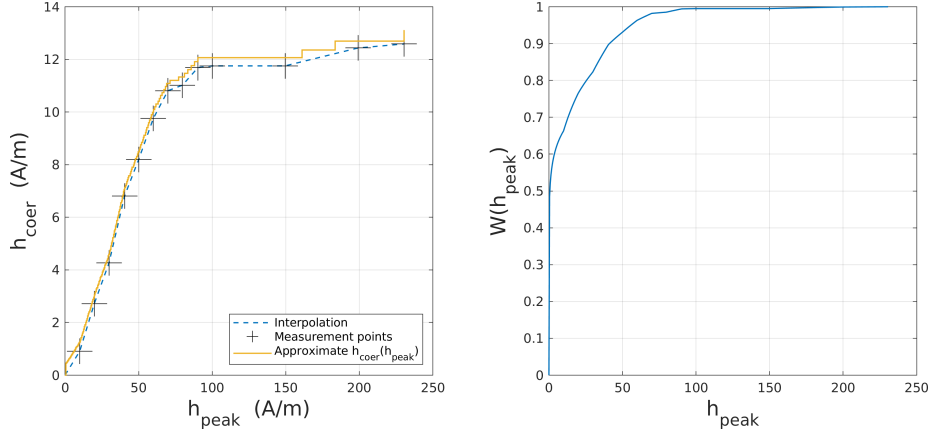 14
12
10
8
6
4
2
0
h_coer (A/m)
0 50 100 150 200 250
h_peak (A/m)
Interpolation
Measurement points
Approximate h_coer(h_peak)
1
0.9
0.8
0.7
0.6
0.5
0.4
0.3
0.2
0.1
0
W(h_peak)
0 50 100 150 200 250
h_peak